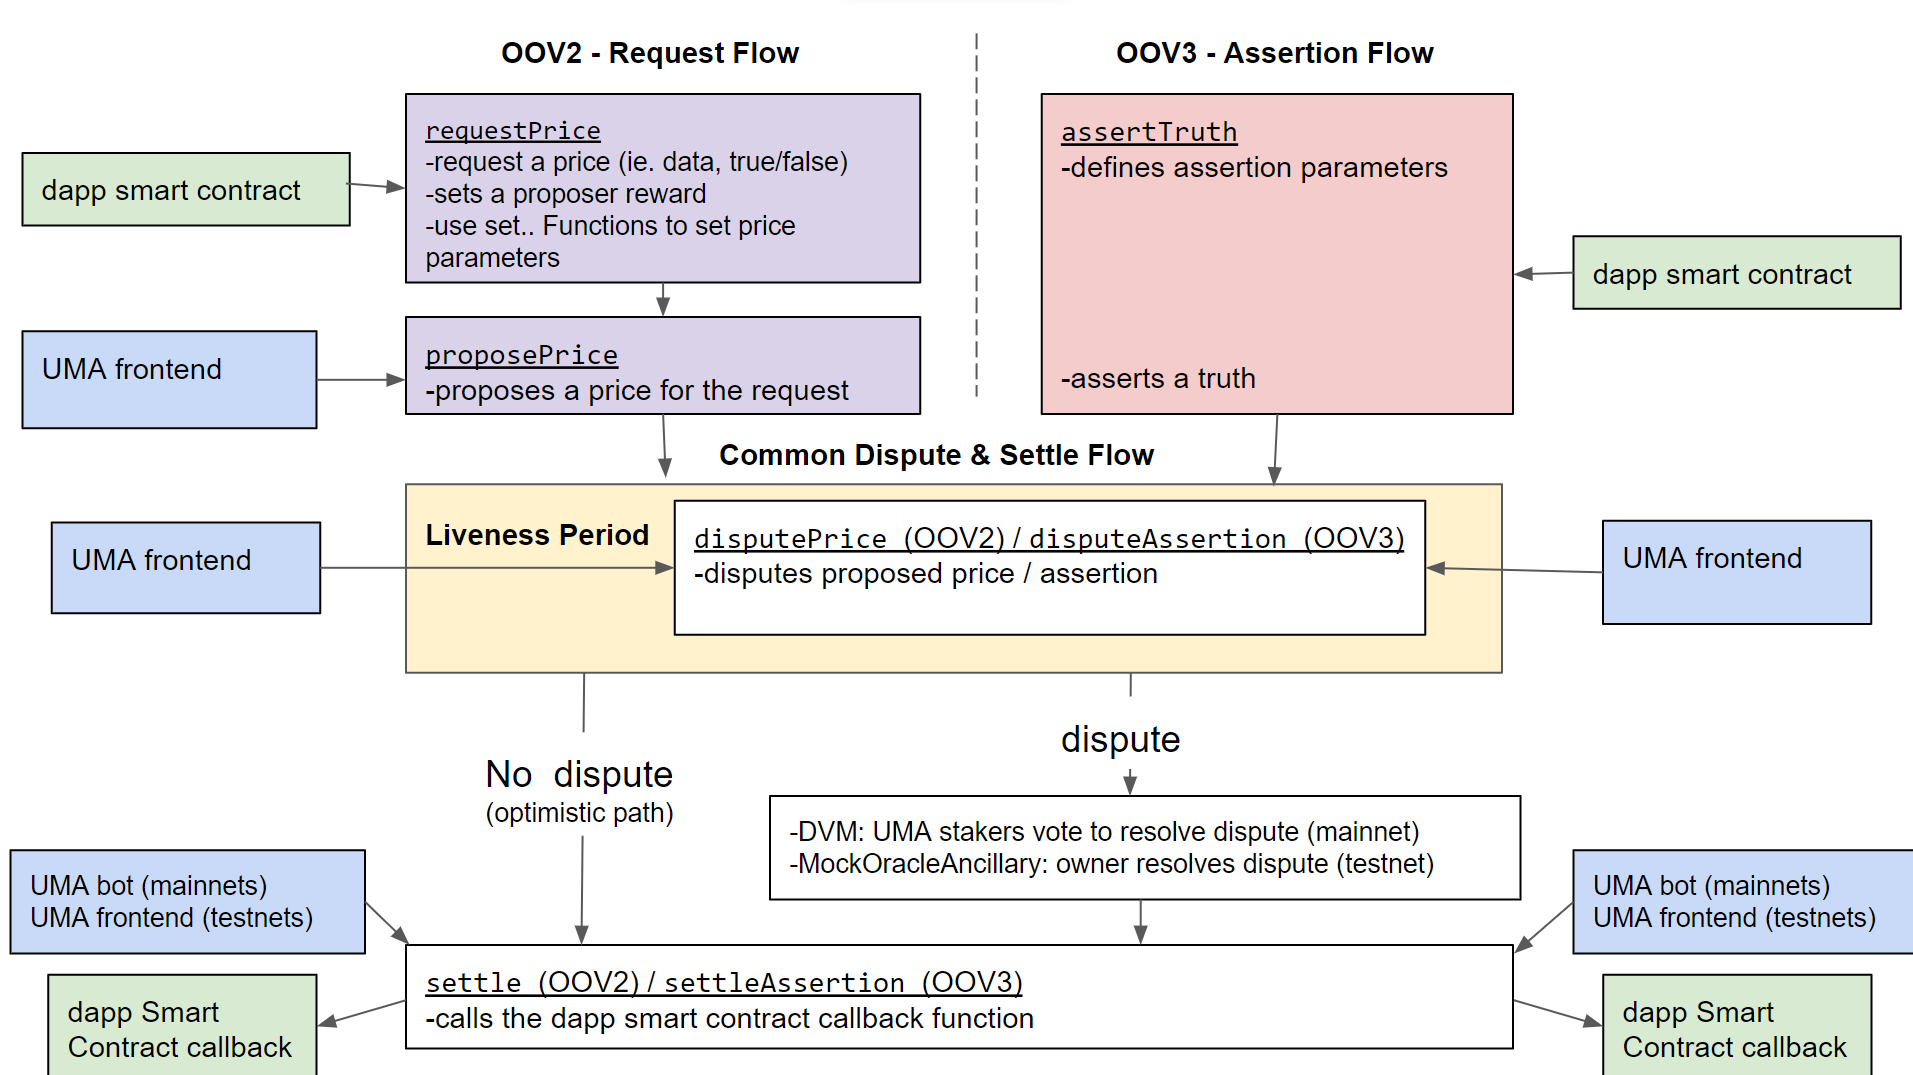 OOV2 - Request Flow
OOV3 - Assertion Flow
dapp smart contract
requestPrice
-request a price (ie. data, true/false)
-sets a proposer reward
-use set.. Functions to set price
parameters
assertTruth
-defines assertion parameters
-asserts a truth
dapp smart contract
UMA frontend
proposePrice
-proposes a price for the request
Common Dispute & Settle Flow
UMA frontend
Liveness Period
disputePrice (OOV2) / disputeAssertion (OOV3)
-disputes proposed price / assertion
UMA frontend
No dispute
(optimistic path)
dispute
-DVM: UMA stakers vote to resolve dispute (mainnet)
-MockOracleAncillary: owner resolves dispute (testnet)
UMA bot (mainnets)
UMA frontend (testnets)
UMA bot (mainnets)
UMA frontend (testnets)
settle (OOV2) / settleAssertion (OOV3)
-calls the dapp smart contract callback function
dapp Smart
Contract callback
dapp Smart
Contract callback